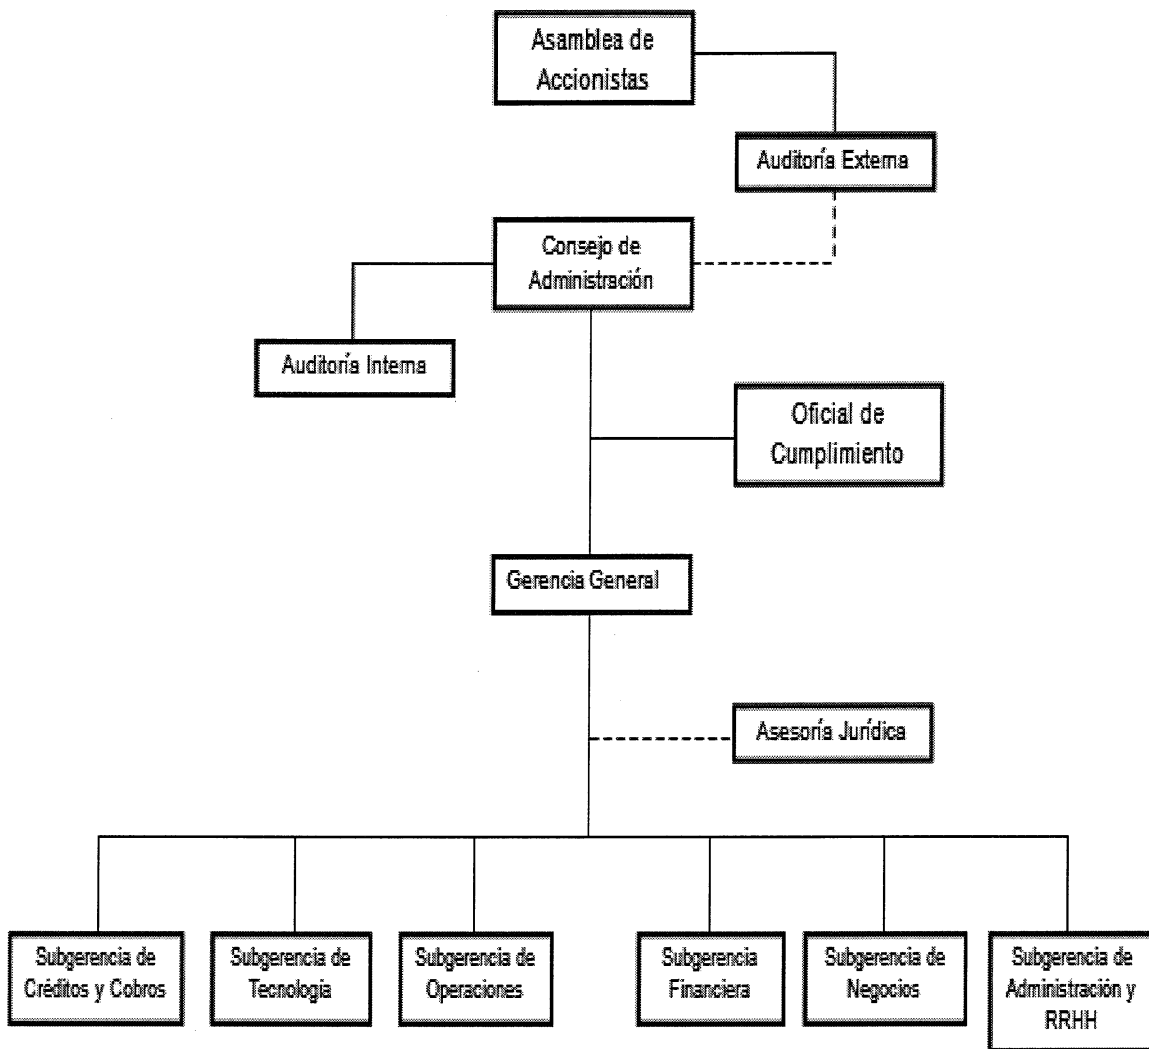 Asamblea de
Accionistas
Auditoría Externa
Consejo de
Administración
Auditoría Interna
Oficial de
Cumplimiento
Gerencia General
Asesoría Jurídica
Subgerencia de
Créditos y Cobros
Subgerencia de
Tecnología
Subgerencia de
Operaciones
Subgerencia
Financiera
Subgerencia de
Negocios
Subgerencia de
Administración y
RRHH